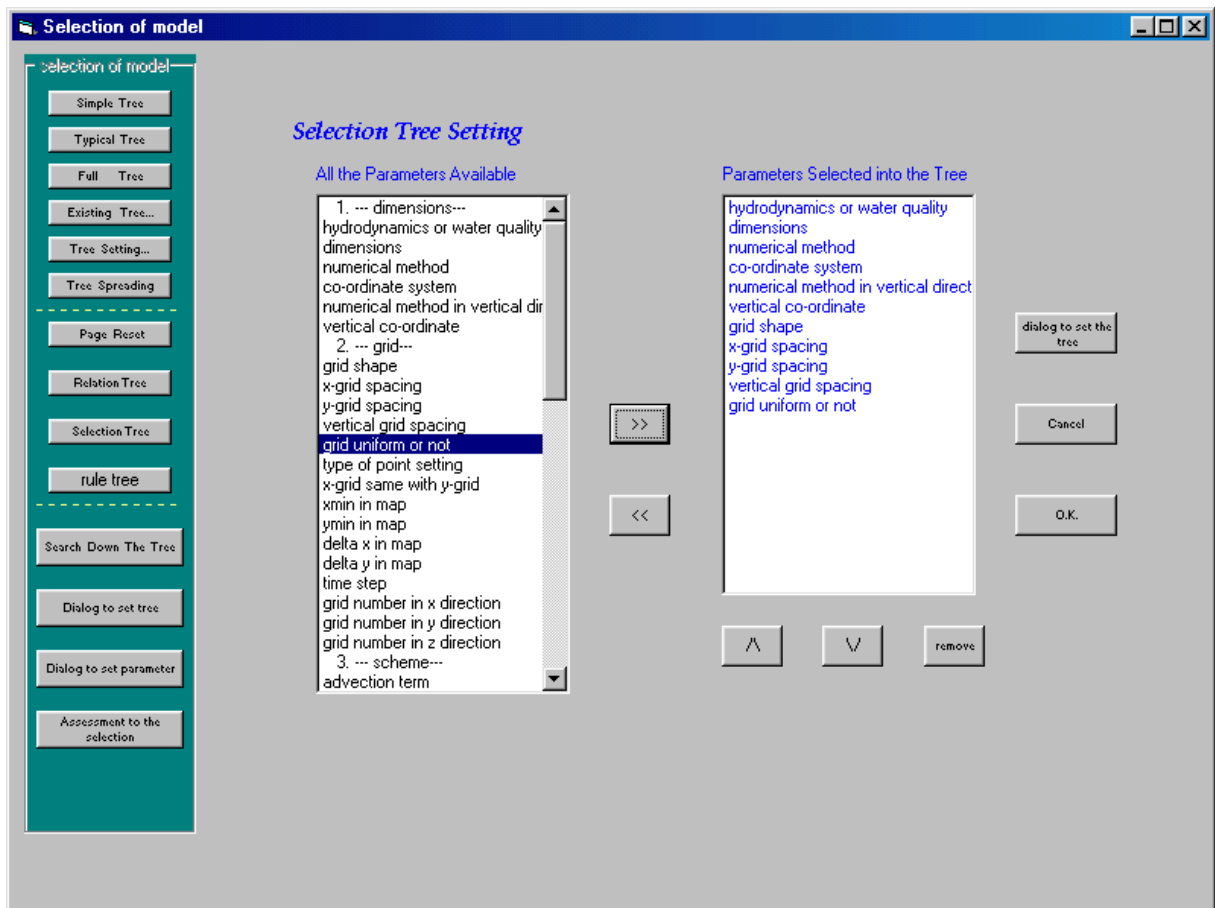 Selection of model
selection of model
Simple Tree
Typical Tree
Full Tree
Existing Tree...
Tree Setting...
Tree Spreading
Page Reset
Relation Tree
Selection Tree
rule tree
Search Down The Tree
Dialog to set tree
Dialog to set parameter
Assessment to the
selection
Selection Tree Setting
All the Parameters Available
1. --- dimensions---
hydrodynamics or water quality
dimensions
numerical method
co-ordinate system
numerical method in vertical dir
vertical co-ordinate
2. --- grid---
grid shape
x-grid spacing
y-grid spacing
vertical grid spacing
grid uniform or not
type of point setting
x-grid same with y-grid
xmin in map
ymin in map
delta x in map
delta y in map
time step
grid number in x direction
grid number in y direction
grid number in z direction
3. --- scheme---
advection term
>>
<<
Parameters Selected into the Tree
hydrodynamics or water quality
dimensions
numerical method
co-ordinate system
numerical method in vertical direct
vertical co-ordinate
grid shape
x-grid spacing
y-grid spacing
vertical grid spacing
grid uniform or not
/\
\/
remove
dialog to set the
tree
Cancel
O.K.